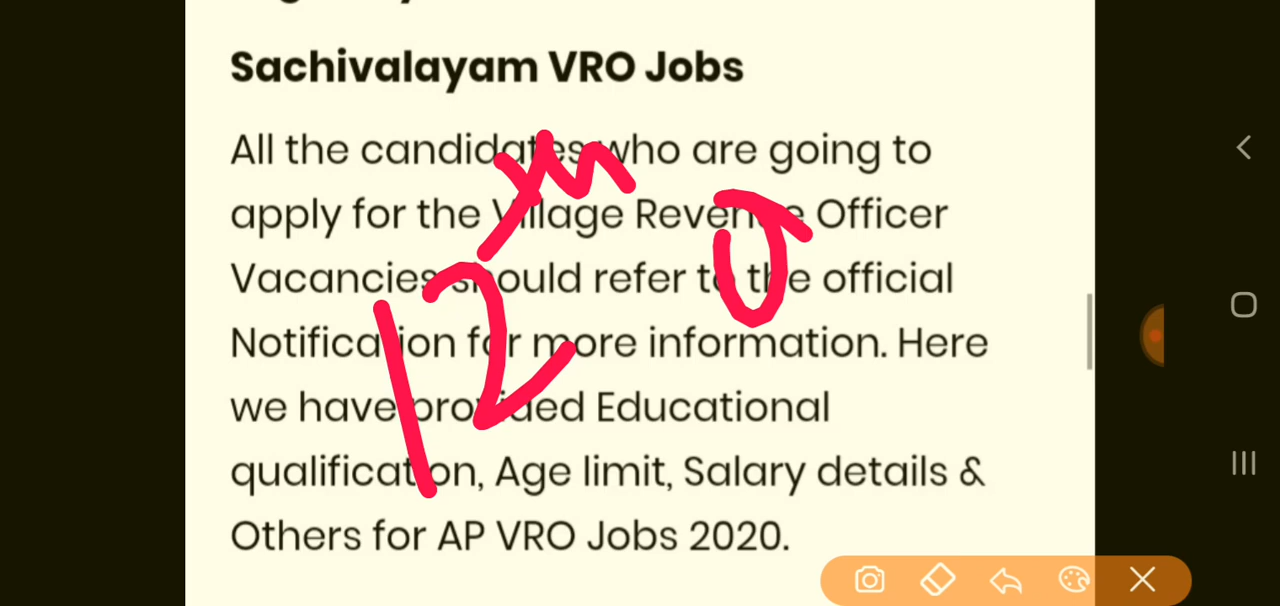 Sachivalayam VRO Jobs
All the candidates who are going to
apply for the Village Revenue Officer
Vacancies should refer to the official
Notification for more information. Here
we have provided Educational
qualification, Age limit, Salary details &
Others for AP VRO Jobs 2020.
12